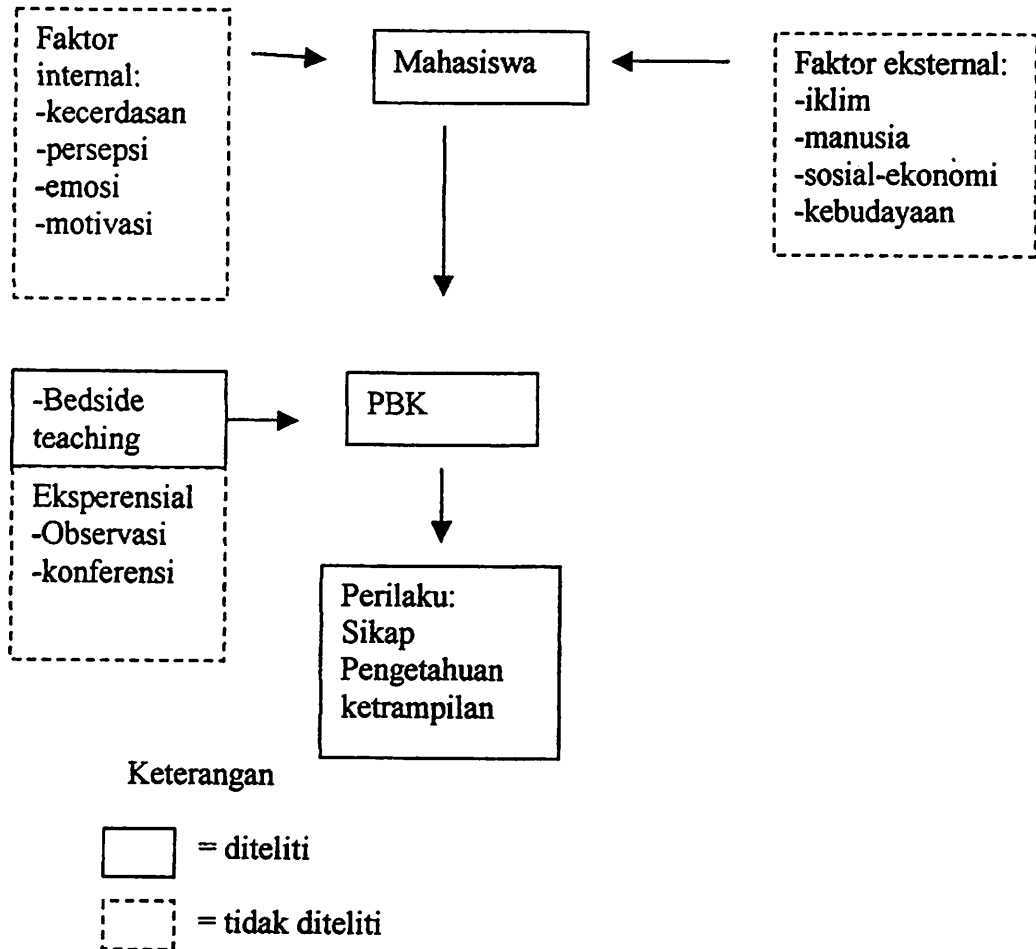 Faktor
internal:
-kecerdasan
-persepsi
-emosi
-motivasi
Mahasiswa
Faktor eksternal:
-iklim
-manusia
-sosial-ekonomi
-kebudayaan
-Bedside
teaching
Eksperensial
-Observasi
-konferensi
PBK
Perilaku:
Sikap
Pengetahuan
ketrampilan
Keterangan
= diteliti
= tidak diteliti